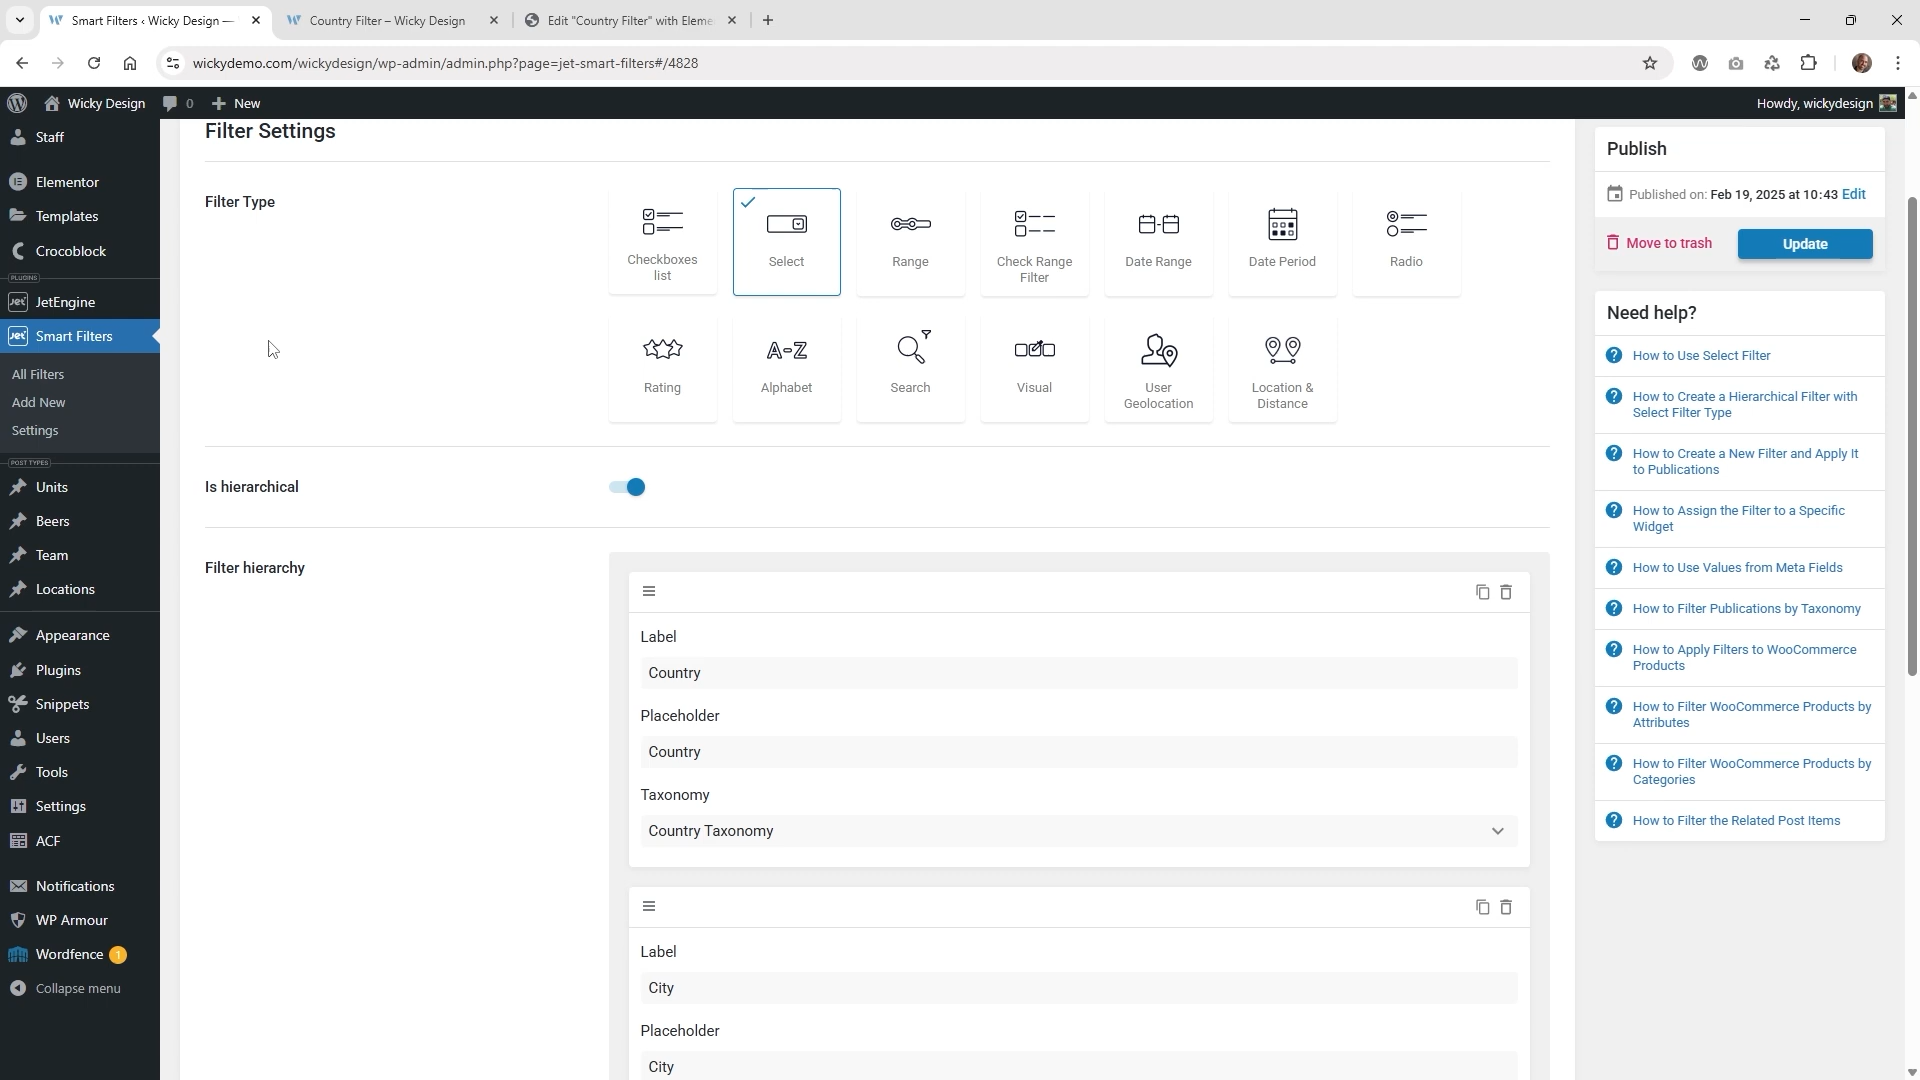 Smart Filters ‹ Wicky Design —
Country Filter – Wicky Design
Edit "Country Filter" with Eleme
wickydemo.com/wickydesign/wp-admin/admin.php?page=jet-smart-filters#/4828
Wicky Design
0
New
Howdy, wickydesign
Staff
Elementor
Templates
Crocoblock
PLUGINS
JetEngine
Smart Filters
All Filters
Add New
Settings
POST TYPES
Units
Beers
Team
Locations
Appearance
Plugins
Snippets
Users
Tools
Settings
ACF
Notifications
WP Armour
Wordfence 1
Collapse menu
Filter Settings
Filter Type
Checkboxes
list
Select
Range
Check Range
Filter
Date Range
Date Period
Radio
Rating
A-Z
Alphabet
Search
Visual
User
Geolocation
Location &
Distance
Is hierarchical
Filter hierarchy
Label
Country
Placeholder
Country
Taxonomy
Country Taxonomy
Label
City
Placeholder
City
Publish
Published on: Feb 19, 2025 at 10:43 Edit
Move to trash
Update
Need help?
How to Use Select Filter
How to Create a Hierarchical Filter with
Select Filter Type
How to Create a New Filter and Apply It
to Publications
How to Assign the Filter to a Specific
Widget
How to Use Values from Meta Fields
How to Filter Publications by Taxonomy
How to Apply Filters to WooCommerce
Products
How to Filter WooCommerce Products by
Attributes
How to Filter WooCommerce Products by
Categories
How to Filter the Related Post Items